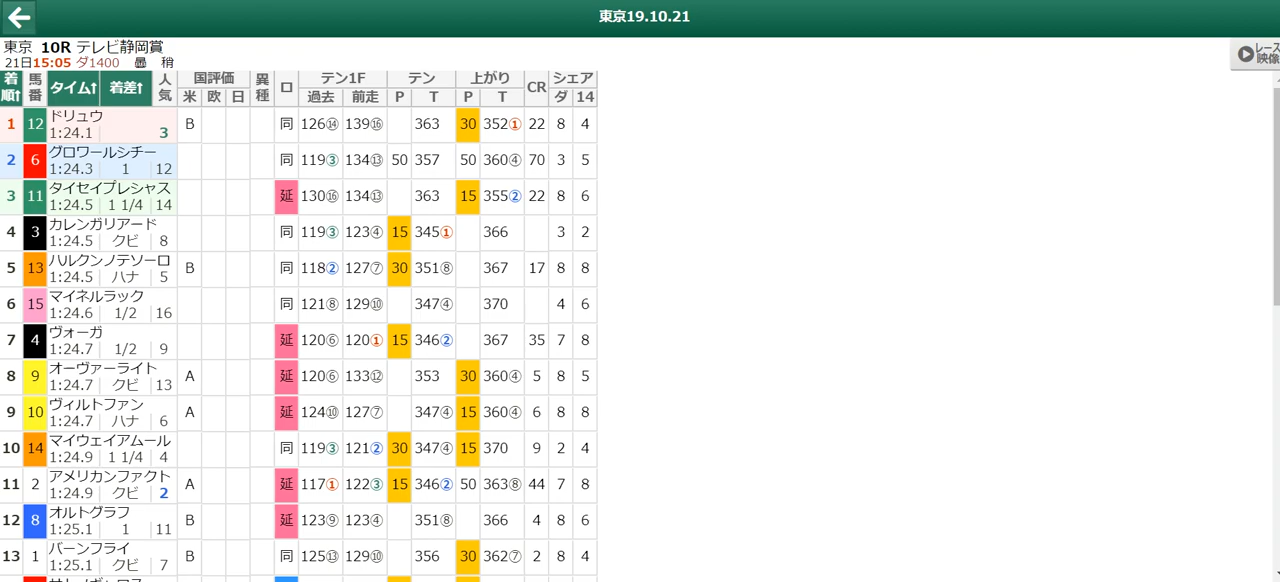 東京19.10.21
東京 10R テレビ静岡賞
21日15:05 ダ1400 曇 稍
レース
映像
着順↑ 馬番 タイム↑ 着差↑ 人気 国評価 異種 ロ テン1F テン 上がり CR シェア
米 欧 日 過去 前走 P T P T ダ 14
1 12 ドリュウ B 同 126⑭ 139⑯ 363 30 352① 22 8 4
1:24.1 3
2 6 グロワールシチー 同 119③ 134⑬ 50 357 50 360④ 70 3 5
1:24.3 1 12
3 11 タイセイプレシャス 延 130⑯ 134⑬ 363 15 355② 22 8 6
1:24.5 1 1/4 14
4 3 カレンガリアード 同 119③ 123④ 15 345① 366 3 2
1:24.5 クビ 8
5 13 ハルクンノテソーロ B 同 118② 127⑦ 30 351⑧ 367 17 8 8
1:24.5 ハナ 5
6 15 マイネルラック 同 121⑧ 129⑩ 347④ 370 4 6
1:24.6 1/2 16
7 4 ヴォーガ 延 120⑥ 120① 15 346② 367 35 7 8
1:24.7 1/2 9
8 9 オーヴァーライト A 延 120⑥ 133⑫ 353 30 360④ 5 8 5
1:24.7 クビ 13
9 10 ヴィルトファン A 延 124⑩ 127⑦ 347④ 15 360④ 6 8 8
1:24.7 ハナ 6
10 14 マイウェイアムール 同 119③ 121② 30 347④ 15 370 9 2 4
1:24.9 1 1/4 4
11 2 アメリカンファクト A 延 117① 122③ 15 346② 50 363⑧ 44 7 8
1:24.9 クビ 2
12 8 オルトグラフ B 延 123⑨ 123④ 351⑧ 366 4 8 6
1:25.1 1 11
13 1 バーンフライ B 同 125⑬ 129⑩ 356 30 362⑦ 2 8 4
1:25.1 クビ 7